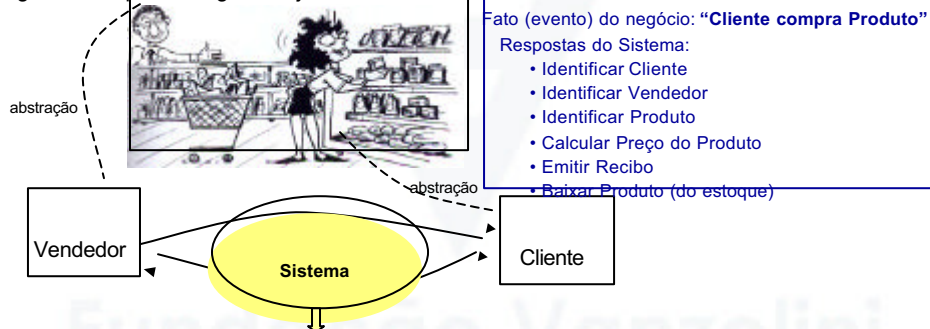 Fato (evento) do negócio: “Cliente compra Produto”
Respostas do Sistema:
• Identificar Cliente
• Identificar Vendedor
• Identificar Produto
• Calcular Preço do Produto
• Emitir Recibo
• Baixar Produto (do estoque)
abstração
abstração
Vendedor
Sistema
Cliente